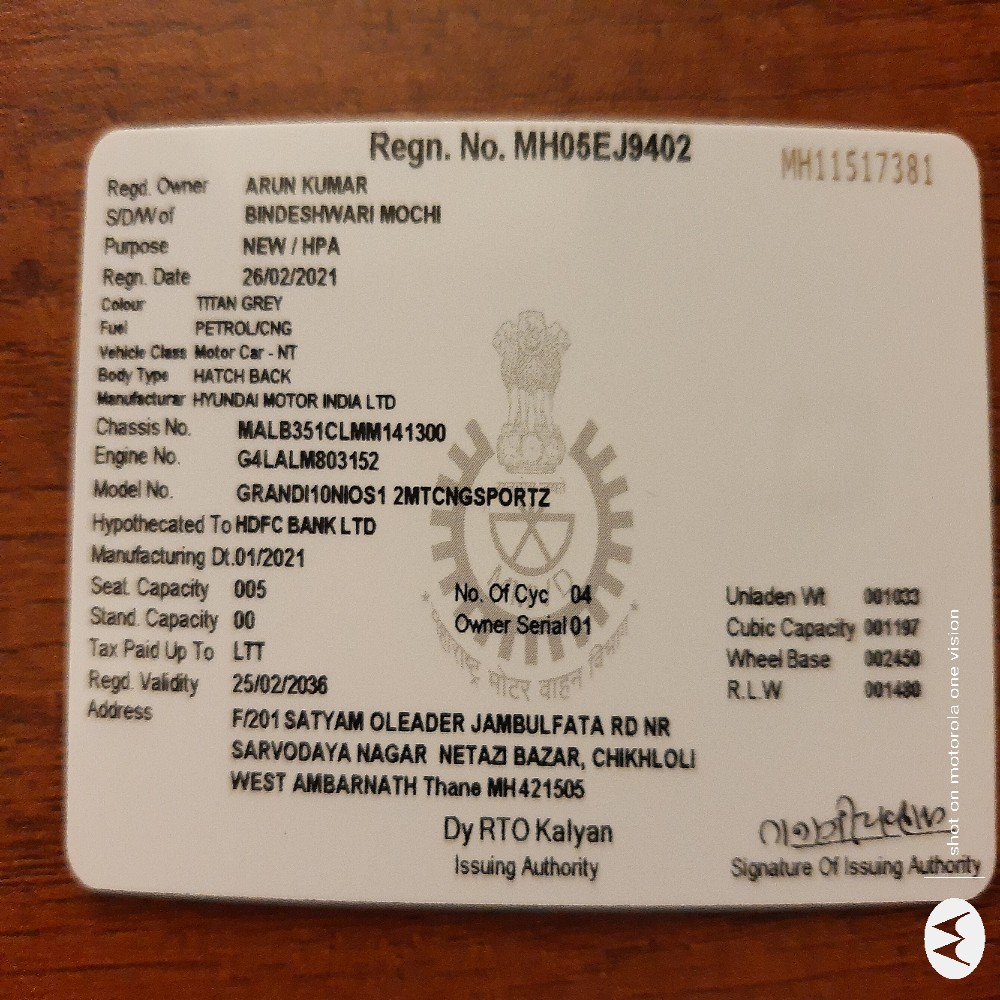 Regn. No. MH05EJ9402
MH11517381
Regd. Owner ARUN KUMAR
S/D/W of BINDESHWARI MOCHI
Purpose NEW / HPA
Regn. Date 26/02/2021
Colour TITAN GREY
Fuel PETROL/CNG
Vehicle Class Motor Car - NT
Body Type HATCH BACK
Manufacturar HYUNDAI MOTOR INDIA LTD
Chassis No. MALB351CLMM141300
Engine No. G4LALM803152
Model No. GRANDI10NIOS1 2MTCNGSPORTZ
Hypothecated To HDFC BANK LTD
Manufacturing Dt.01/2021
Seat. Capacity 005 No. Of Cyc 04 Unladen Wt 001033
Stand. Capacity 00 Owner Serial 01 Cubic Capacity 001197
Tax Paid Up To LTT Wheel Base 002450
Regd. Validity 25/02/2036 R.L.W 001480
मोटर वाहन
Address F/201 SATYAM OLEADER JAMBULFATA RD NR
SARVODAYA NAGAR NETAZI BAZAR, CHIKHLOLI
WEST AMBARNATH Thane MH 421505
Dy RTO Kalyan
Issuing Authority
Signature Of Issuing Authority
shot on motorola one vision